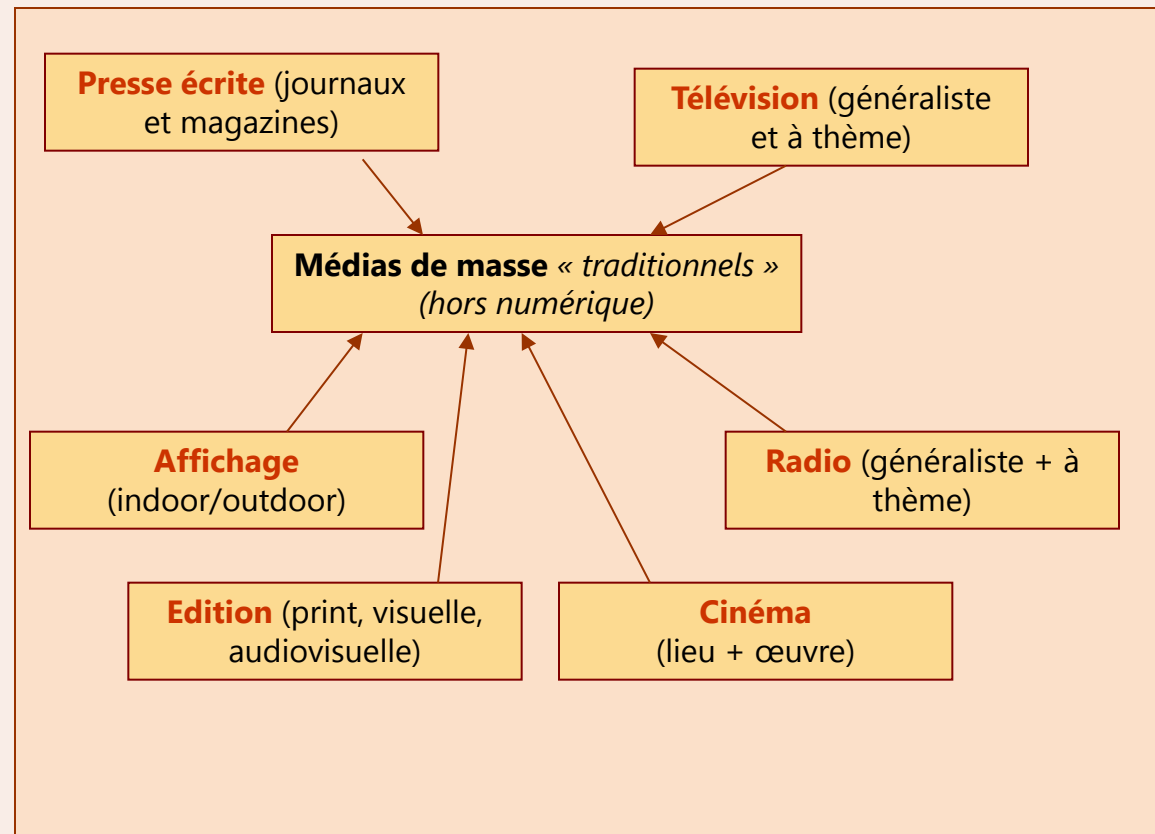 Presse écrite (journaux
et magazines)
Télévision (généraliste
et à thème)
Médias de masse « traditionnels »
(hors numérique)
Affichage
(indoor/outdoor)
Radio (généraliste + à
thème)
Edition (print, visuelle,
audiovisuelle)
Cinéma
(lieu + œuvre)